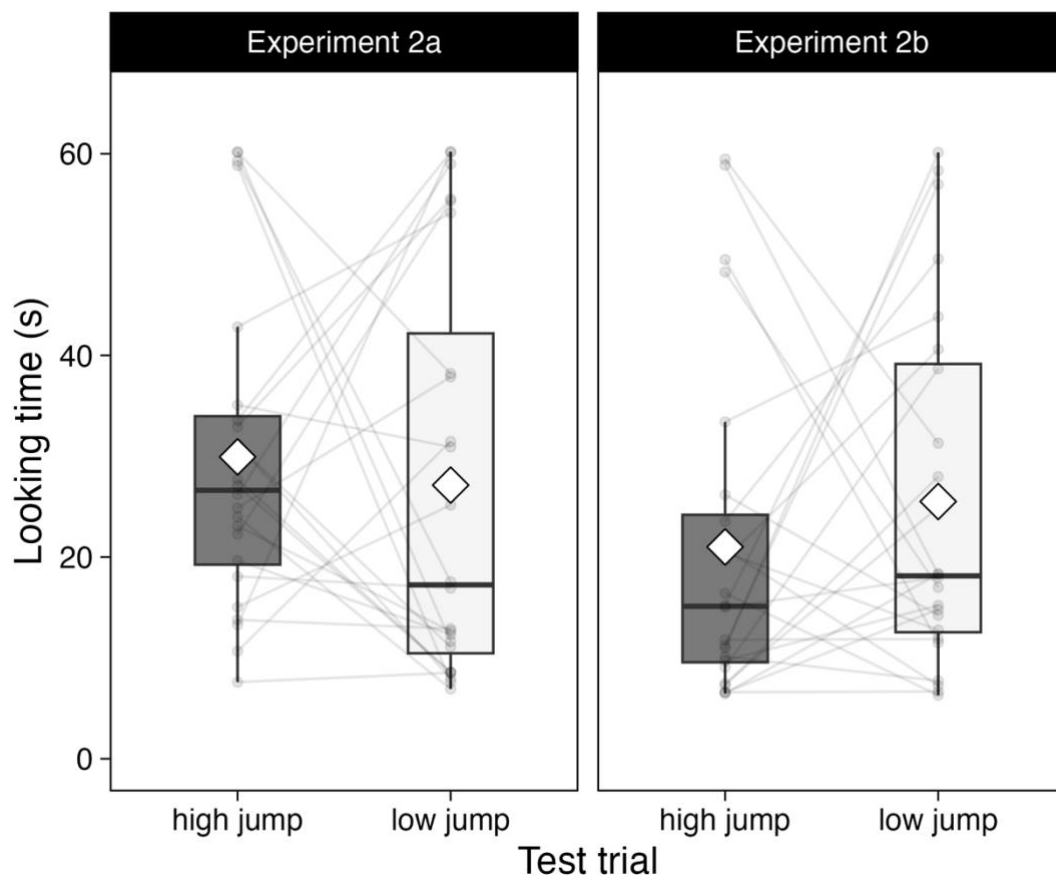 Experiment 2a
Experiment 2b
Looking time (s)
60
40
20
0
high jump
low jump
high jump
low jump
Test trial